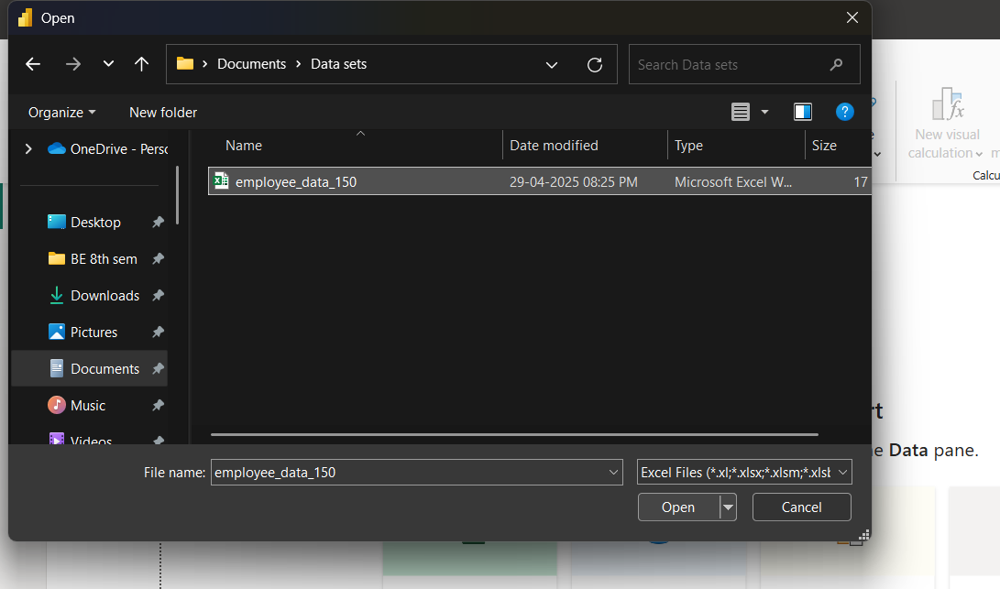 Open
Documents
Data sets
Search Data sets
Organize
New folder
Name
Date modified
Type
Size
OneDrive - Perso
employee_data_150
29-04-2025 08:25 PM
Microsoft Excel W...
17
Desktop
BE 8th sem
Downloads
Pictures
Documents
Music
Videos
File name:
employee_data_150
Excel Files (*.xl;*.xlsx;*.xlsm;*.xlsb
Open
Cancel
fx
New visual
calculation
Calcu
Data pane.